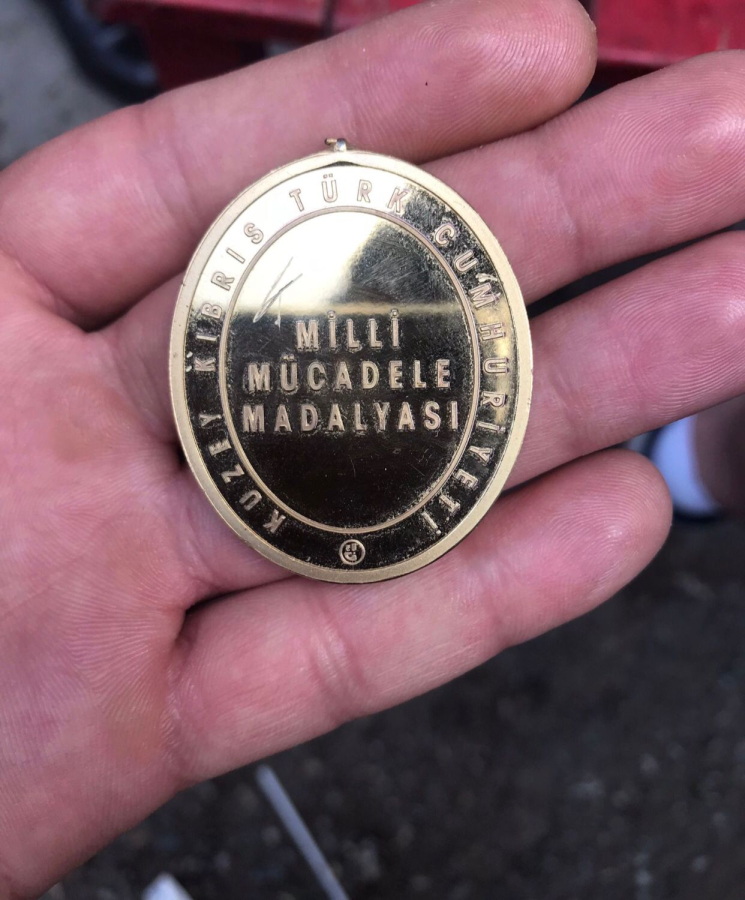 KUZEY KIBRIS TÜRK CUMHURİYETİ
MİLLİ
MÜCADELE
MADALYASI